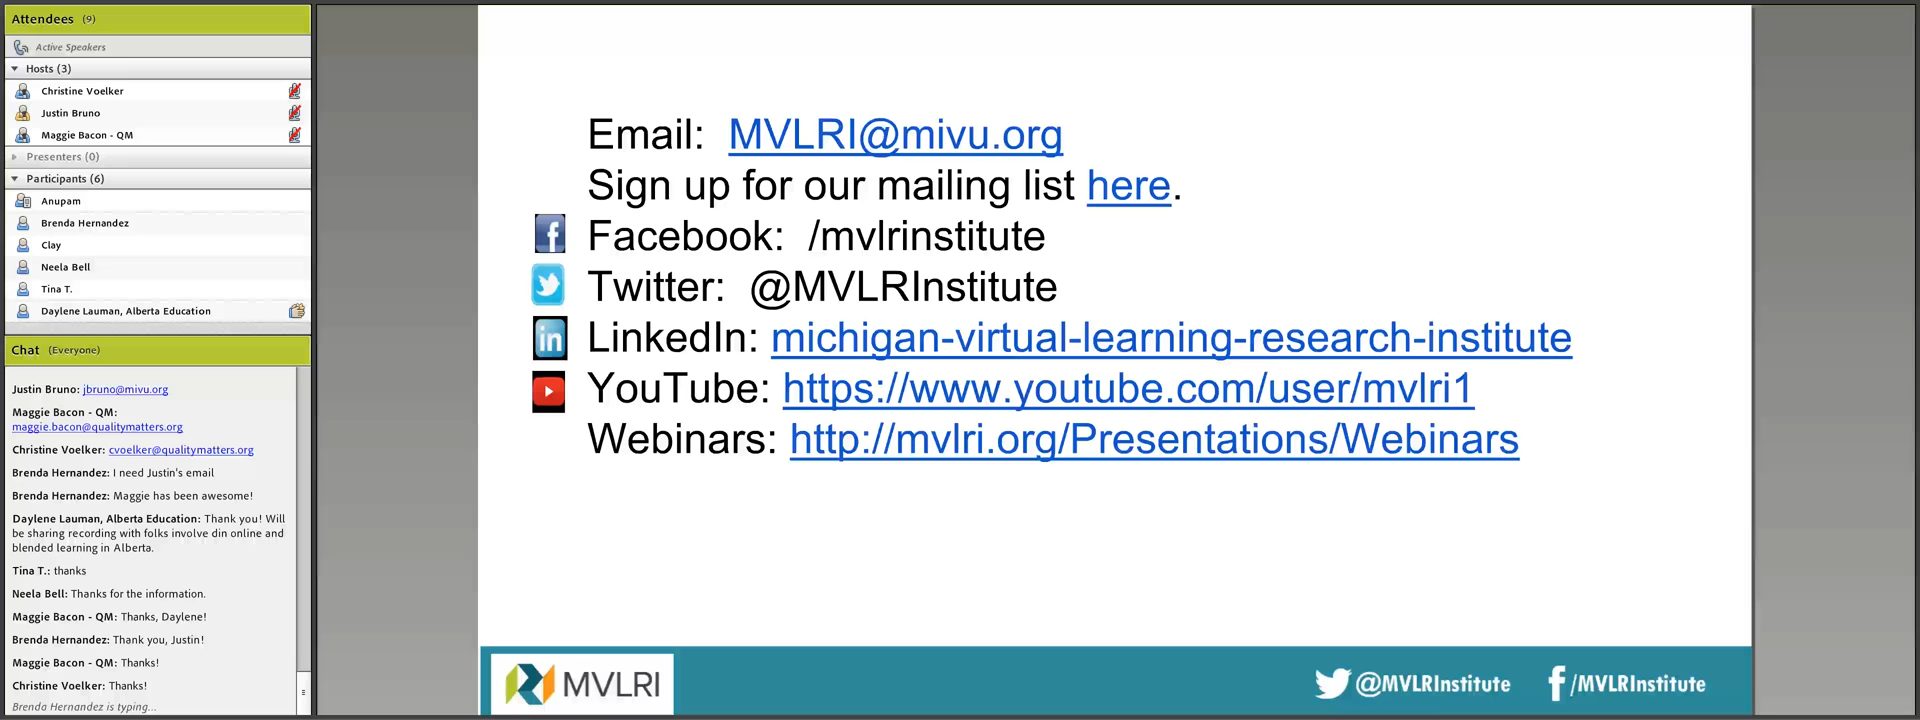 Attendees (9)
Active Speakers
Hosts (3)
Christine Voelker
Justin Bruno
Maggie Bacon - QM
Presenters (0)
Participants (6)
Anupam
Brenda Hernandez
Clay
Neela Bell
Tina T.
Daylene Lauman, Alberta Education
Chat (Everyone)
Justin Bruno: jbruno@mivu.org
Maggie Bacon - QM:
maggie.bacon@qualitymatters.org
Christine Voelker: cvoelker@qualitymatters.org
Brenda Hernandez: I need Justin's email
Brenda Hernandez: Maggie has been awesome!
Daylene Lauman, Alberta Education: Thank you! Will
be sharing recording with folks involve din online and
blended learning in Alberta.
Tina T.: thanks
Neela Bell: Thanks for the information.
Maggie Bacon - QM: Thanks, Daylene!
Brenda Hernandez: Thank you, Justin!
Maggie Bacon - QM: Thanks!
Christine Voelker: Thanks!
Brenda Hernandez is typing...
Email: MVLRI@mivu.org
Sign up for our mailing list here.
Facebook: /mvlrinstitute
Twitter: @MVLRInstitute
LinkedIn: michigan-virtual-learning-research-institute
YouTube: https://www.youtube.com/user/mvlri1
Webinars: http://mvlri.org/Presentations/Webinars
MVLRI
@MVLRInstitute
/MVLRInstitute